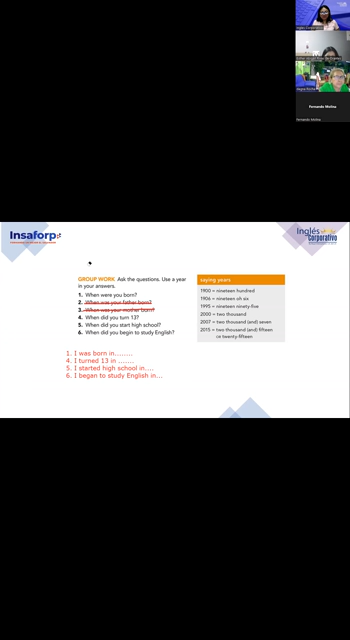 Inglés Corporativo
Fernando Molina
Fernando Molina
Insaforp
Inglés
Corporativo
GROUP WORK Ask the questions. Use a year
in your answers.
1. When were you born?
2. When was your father born?
3. When was your mother born?
4. When did you turn 13?
5. When did you start high school?
6. When did you begin to study English?
saying years
1900 = nineteen hundred
1906 = nineteen oh six
1995 = nineteen ninety-five
2000 = two thousand
2007 = two thousand (and) seven
2015 = two thousand (and) fifteen
OR twenty-fifteen
1. I was born in........
4. I turned 13 in .......
5. I started high school in....
6. I began to study English in...